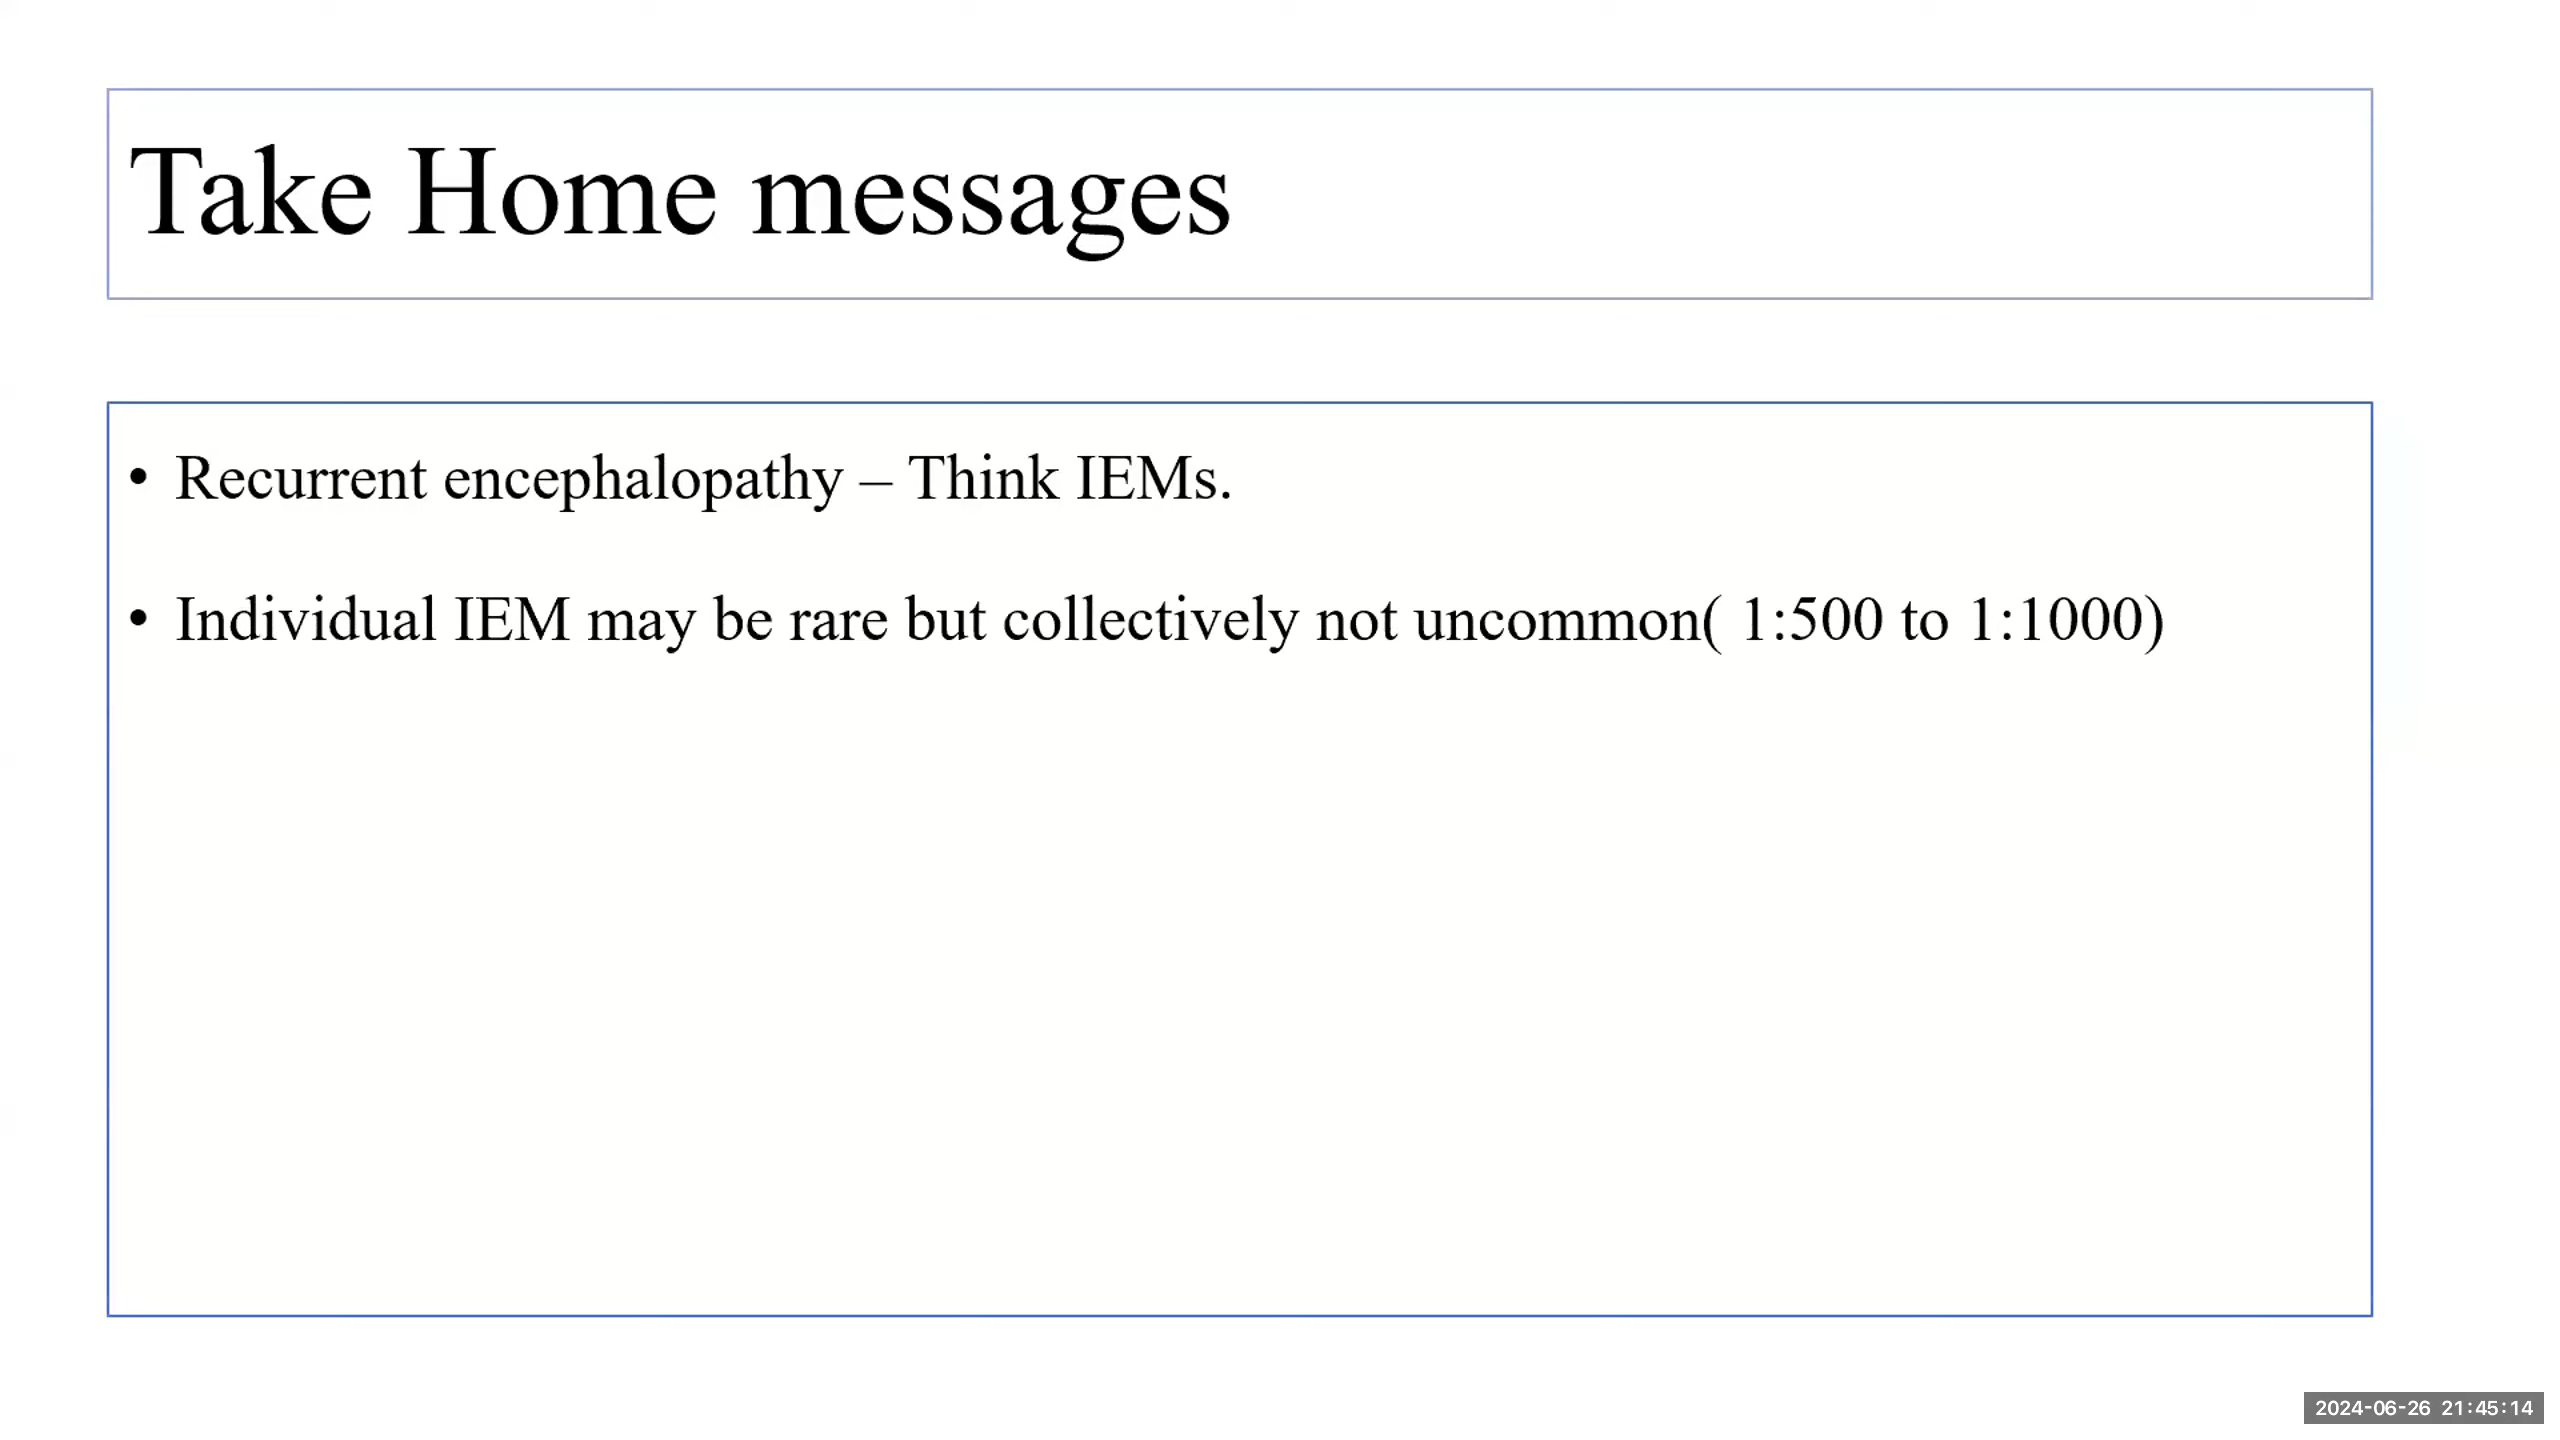 Take Home messages
• Recurrent encephalopathy – Think IEMs.
• Individual IEM may be rare but collectively not uncommon( 1:500 to 1:1000)
2024-06-26 21:45:14